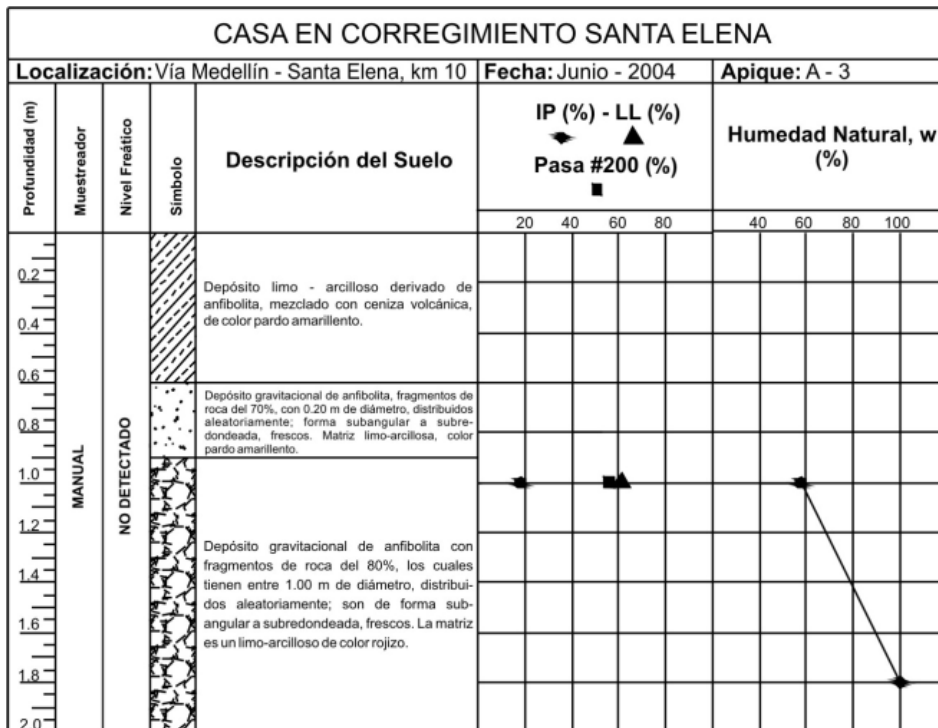 CASA EN CORREGIMIENTO SANTA ELENA
Localización: Vía Medellín - Santa Elena, km 10 Fecha: Junio - 2004 Apique: A - 3
Profundidad (m)
Muestreador
Nivel Freático
Símbolo
Descripción del Suelo
IP (%) - LL (%)
Pasa #200 (%)
Humedad Natural, w
(%)
20 40 60 80
40 60 80 100
0.2
0.4
0.6
0.8
1.0
1.2
1.4
1.6
1.8
2.0
MANUAL
NO DETECTADO
Depósito limo - arcilloso derivado de
anfibolita, mezclado con ceniza volcánica,
de color pardo amarillento.
Depósito gravitacional de anfibolita, fragmentos de
roca del 70%, con 0.20 m de diámetro, distribuidos
aleatoriamente; forma subangular a subre-
dondeada, frescos. Matriz limo-arcillosa, color
pardo amarillento.
Depósito gravitacional de anfibolita con
fragmentos de roca del 80%, los cuales
tienen entre 1.00 m de diámetro, distribui-
dos aleatoriamente; son de forma sub-
angular a subredondeada, frescos. La matriz
es un limo-arcilloso de color rojizo.